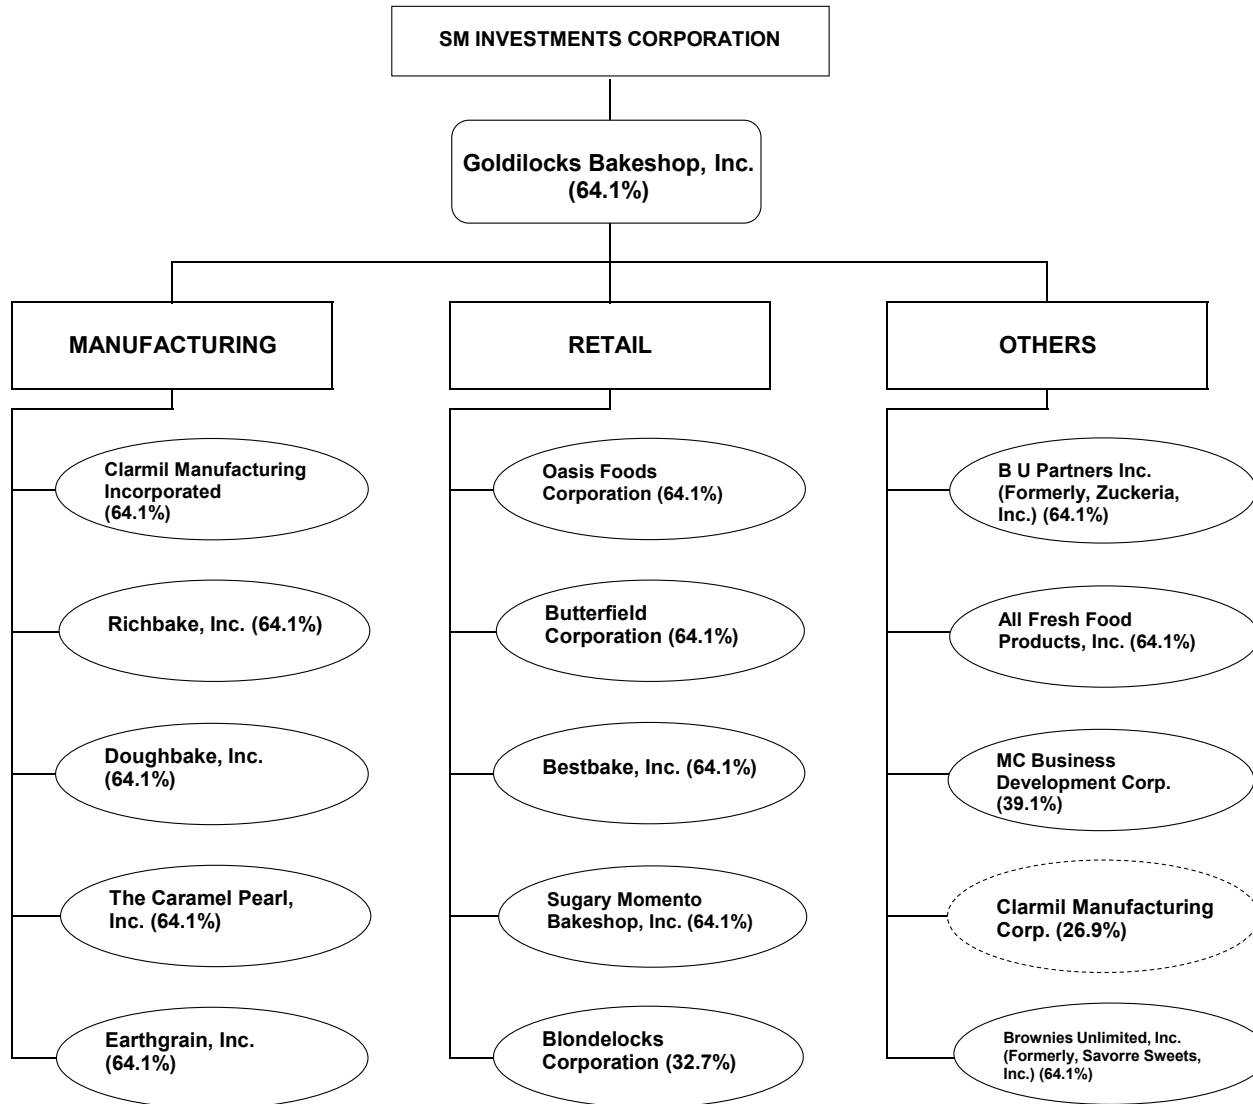 SM INVESTMENTS CORPORATION
Goldilocks Bakeshop, Inc.
(64.1%)
MANUFACTURING
Clarmil Manufacturing
Incorporated
(64.1%)
Richbake, Inc. (64.1%)
Doughbake, Inc.
(64.1%)
The Caramel Pearl,
Inc. (64.1%)
Earthgrain, Inc.
(64.1%)
RETAIL
Oasis Foods
Corporation (64.1%)
Butterfield
Corporation (64.1%)
Bestbake, Inc. (64.1%)
Sugary Momento
Bakeshop, Inc. (64.1%)
Blondelocks
Corporation (32.7%)
OTHERS
B U Partners Inc.
(Formerly, Zuckeria,
Inc.) (64.1%)
All Fresh Food
Products, Inc. (64.1%)
MC Business
Development Corp.
(39.1%)
Clarmil Manufacturing
Corp. (26.9%)
Brownies Unlimited, Inc.
(Formerly, Savorre Sweets,
Inc.) (64.1%)